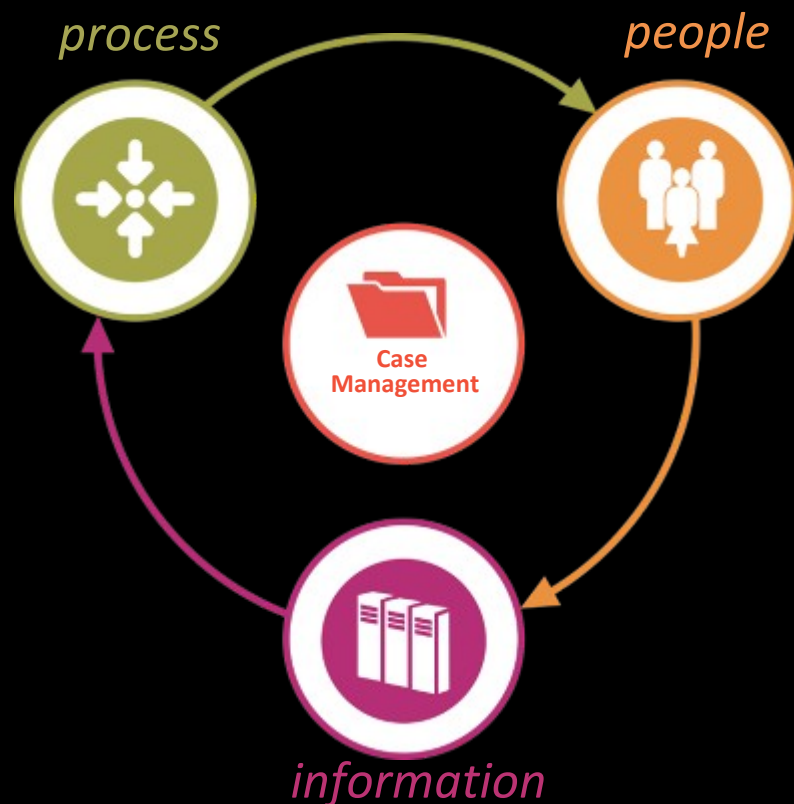 process
people
Case
Management
information